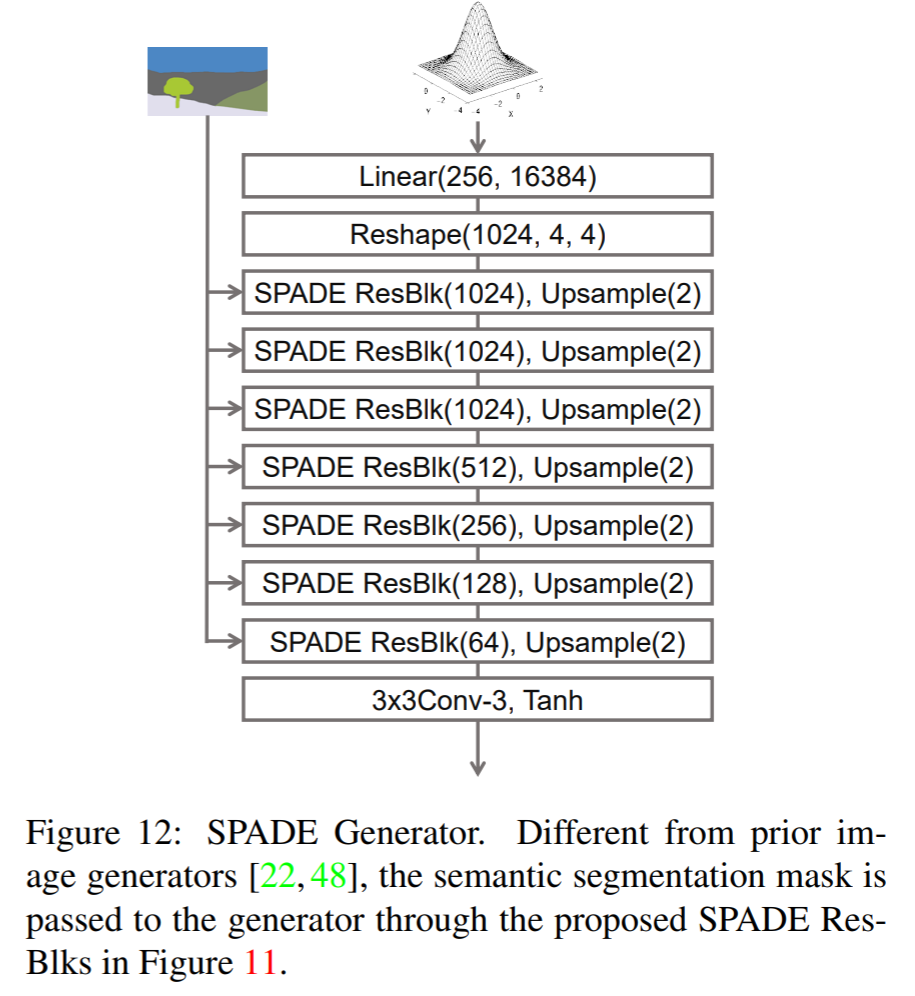 0 -2 -4 -4 -2 0 2
Y X
Linear(256, 16384)
Reshape(1024, 4, 4)
SPADE ResBlk(1024), Upsample(2)
SPADE ResBlk(1024), Upsample(2)
SPADE ResBlk(1024), Upsample(2)
SPADE ResBlk(512), Upsample(2)
SPADE ResBlk(256), Upsample(2)
SPADE ResBlk(128), Upsample(2)
SPADE ResBlk(64), Upsample(2)
3x3Conv-3, Tanh
Figure 12: SPADE Generator. Different from prior im-
age generators [22, 48], the semantic segmentation mask is
passed to the generator through the proposed SPADE Res-
Blks in Figure 11.